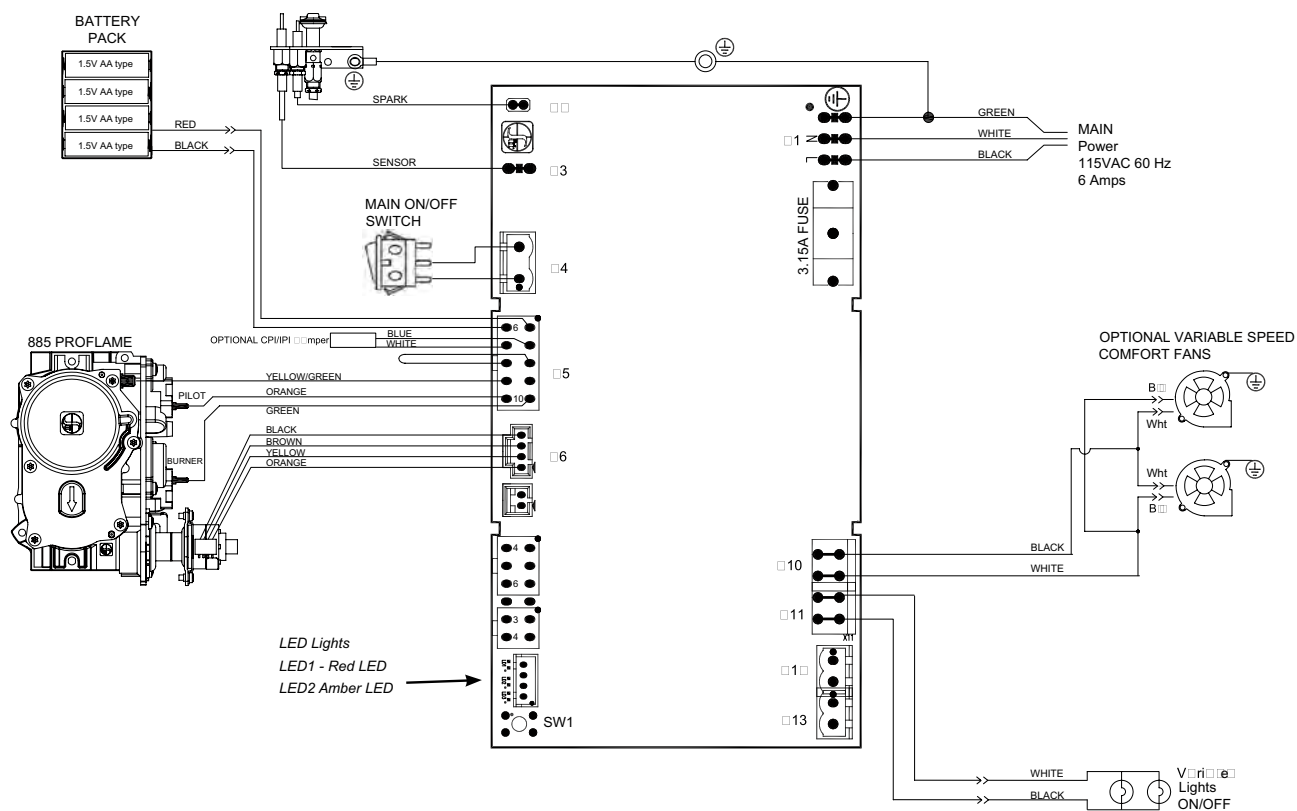 BATTERY
PACK
1.5V AA type
1.5V AA type
1.5V AA type
1.5V AA type
RED
BLACK
SPARK
SENSOR
MAIN ON/OFF
SWITCH
3
4
1
N
L
3.15A FUSE
GREEN
WHITE
BLACK
MAIN
Power
115VAC 60 Hz
6 Amps
885 PROFLAME
OPTIONAL CPI/IPI
BLUE
WHITE
YELLOW/GREEN
PILOT
ORANGE
GREEN
BURNER
BLACK
BROWN
YELLOW
ORANGE
6
10
5
6
4
6
3
4
LED Lights
LED1 - Red LED
LED2 Amber LED
SW1
OPTIONAL VARIABLE SPEED
COMFORT FANS
Wht
Wht
BLACK
WHITE
10
11
X11
13
WHITE
BLACK
Lights
ON/OFF